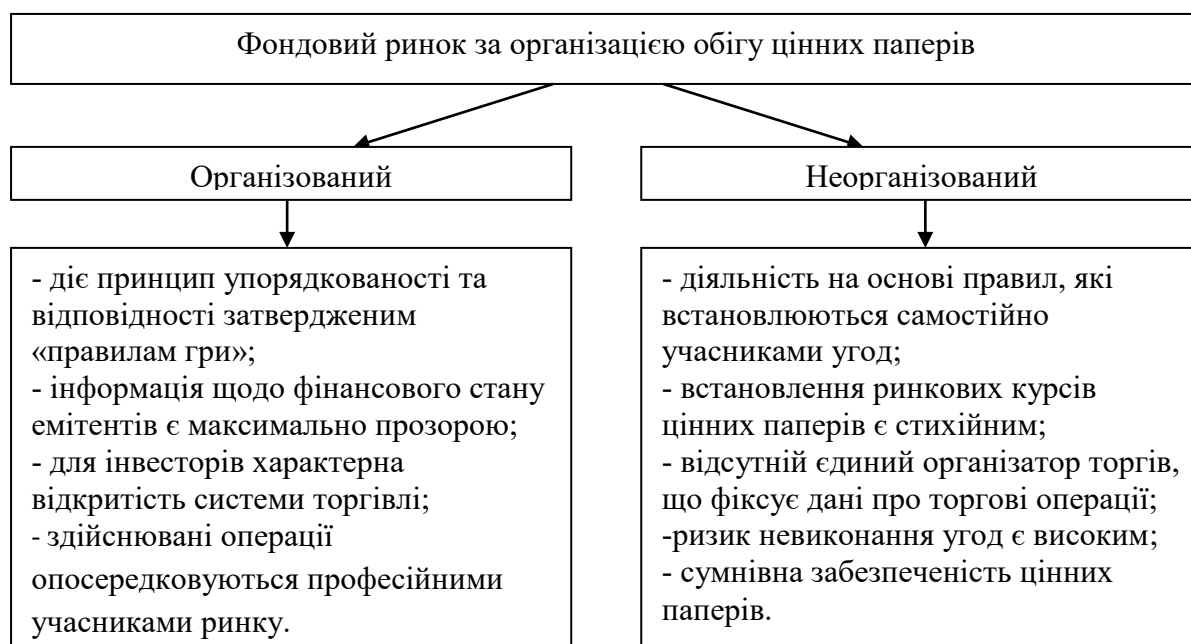 Фондовий ринок за організацією обігу цінних паперів
Організований
Неорганізований
- діє принцип упорядкованості та
відповідності затвердженим
«правилам гри»;
- інформація щодо фінансового стану
емітентів є максимально прозорою;
- для інвесторів характерна
відкритість системи торгівлі;
- здійснювані операції
опосередковуються професійними
учасниками ринку.
- діяльність на основі правил, які
встановлюються самостійно
учасниками угод;
- встановлення ринкових курсів
цінних паперів є стихійним;
- відсутній єдиний організатор торгів,
що фіксує дані про торгові операції;
-ризик невиконання угод є високим;
- сумнівна забезпеченість цінних
паперів.